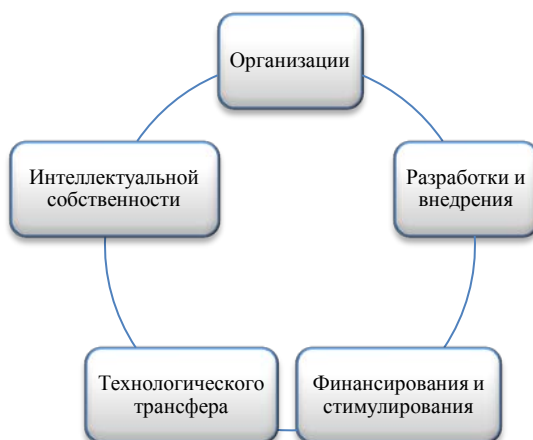 Организации
Разработки и
внедрения
Финансирования и
стимулирования
Технологического
трансфера
Интеллектуальной
собственности